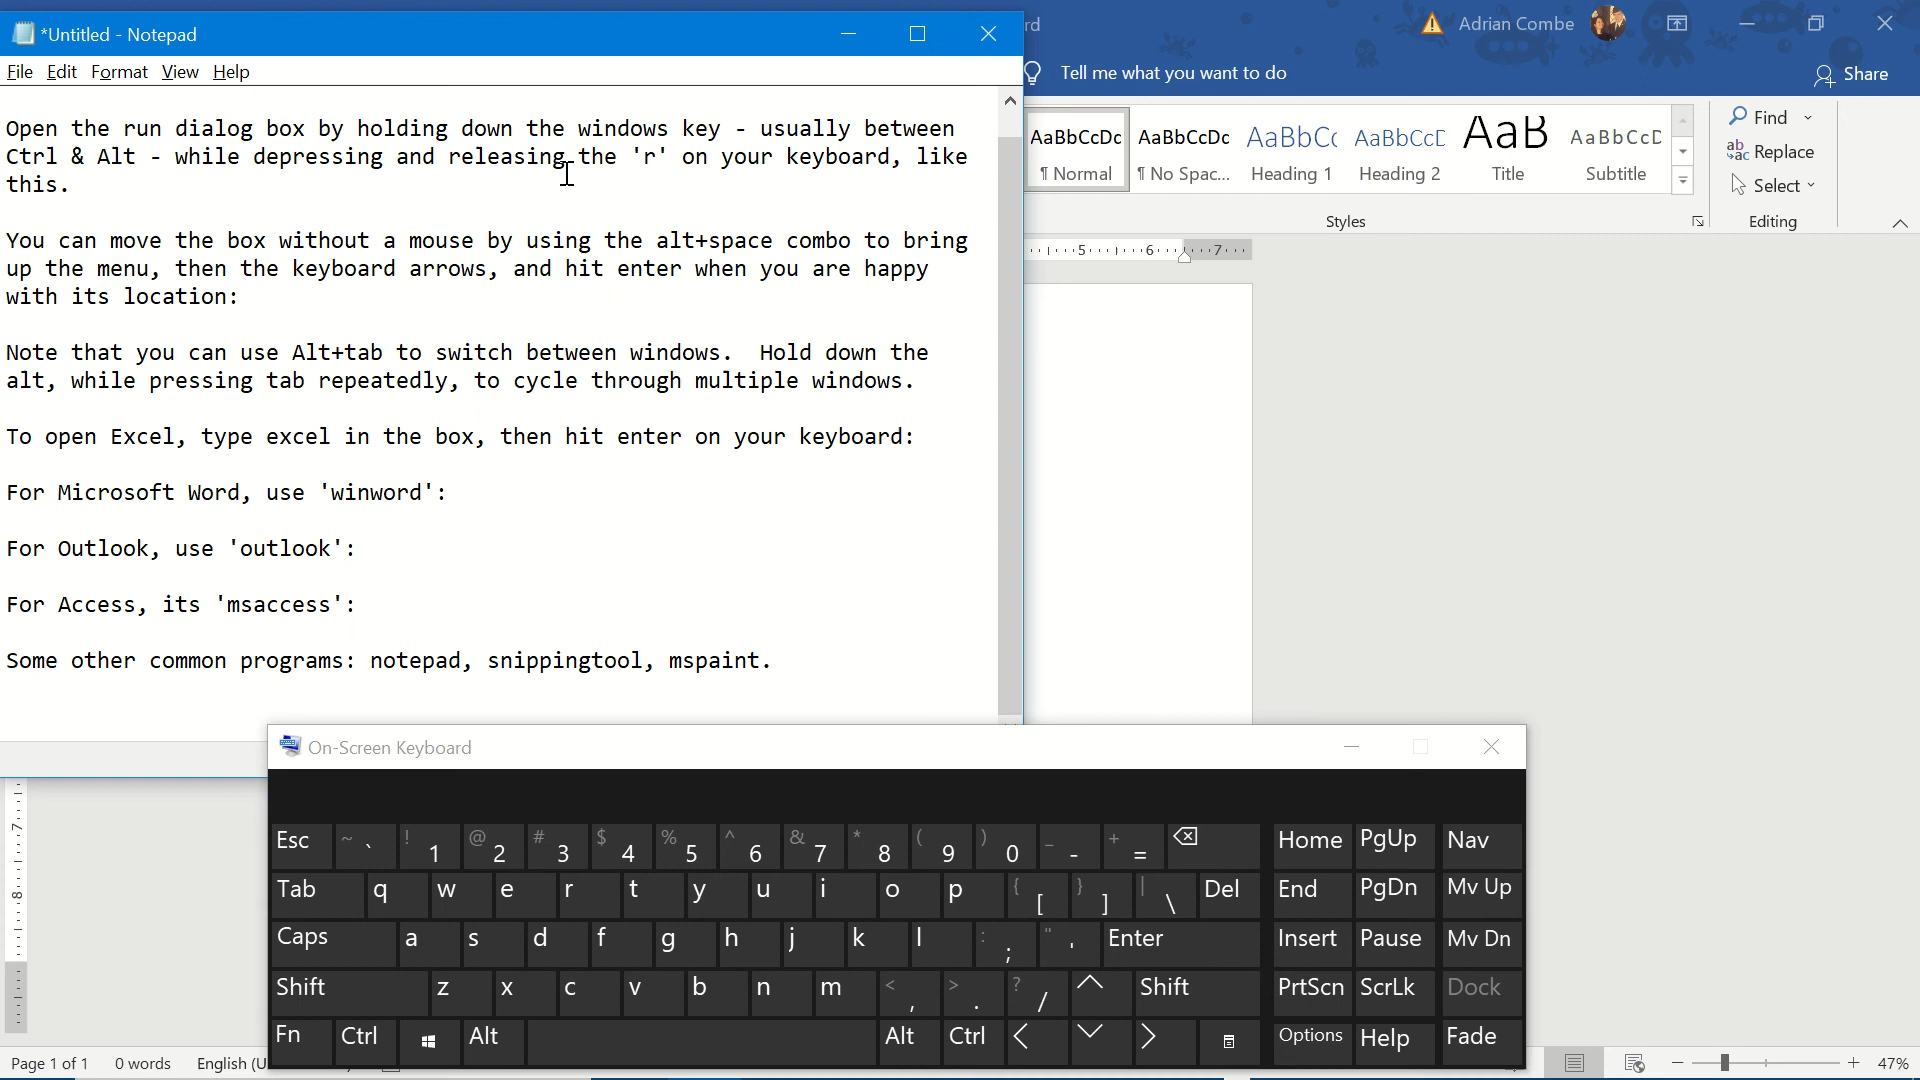 *Untitled - Notepad
rd
Adrian Combe
File Edit Format View Help
Tell me what you want to do
Share
Open the run dialog box by holding down the windows key - usually between
Ctrl & Alt - while depressing and releasing the 'r' on your keyboard, like
this.
You can move the box without a mouse by using the alt+space combo to bring
up the menu, then the keyboard arrows, and hit enter when you are happy
with its location:
Note that you can use Alt+tab to switch between windows.  Hold down the
alt, while pressing tab repeatedly, to cycle through multiple windows.
To open Excel, type excel in the box, then hit enter on your keyboard:
For Microsoft Word, use 'winword':
For Outlook, use 'outlook':
For Access, its 'msaccess':
Some other common programs: notepad, snippingtool, mspaint.
AaBbCcDc AaBbCcDc AaBbCc AaBbCcD AaB AaBbCcD
¶ Normal ¶ No Spac... Heading 1 Heading 2 Title Subtitle
Find
Replace
Select
Styles
Editing
5 6 7
7
8
On-Screen Keyboard
Esc ~ ` ! 1 @ 2 # 3 $ 4 % 5 ^ 6 & 7 * 8 ( 9 ) 0 _ - + = Home PgUp Nav
Tab q w e r t y u i o p { [ } ] | \ Del End PgDn Mv Up
Caps a s d f g h j k l : ; " ' Enter Insert Pause Mv Dn
Shift z x c v b n m < , > . ? / Shift PrtScn ScrLk Dock
Fn Ctrl Alt Alt Ctrl Options Help Fade
Page 1 of 1 0 words English (U 47%